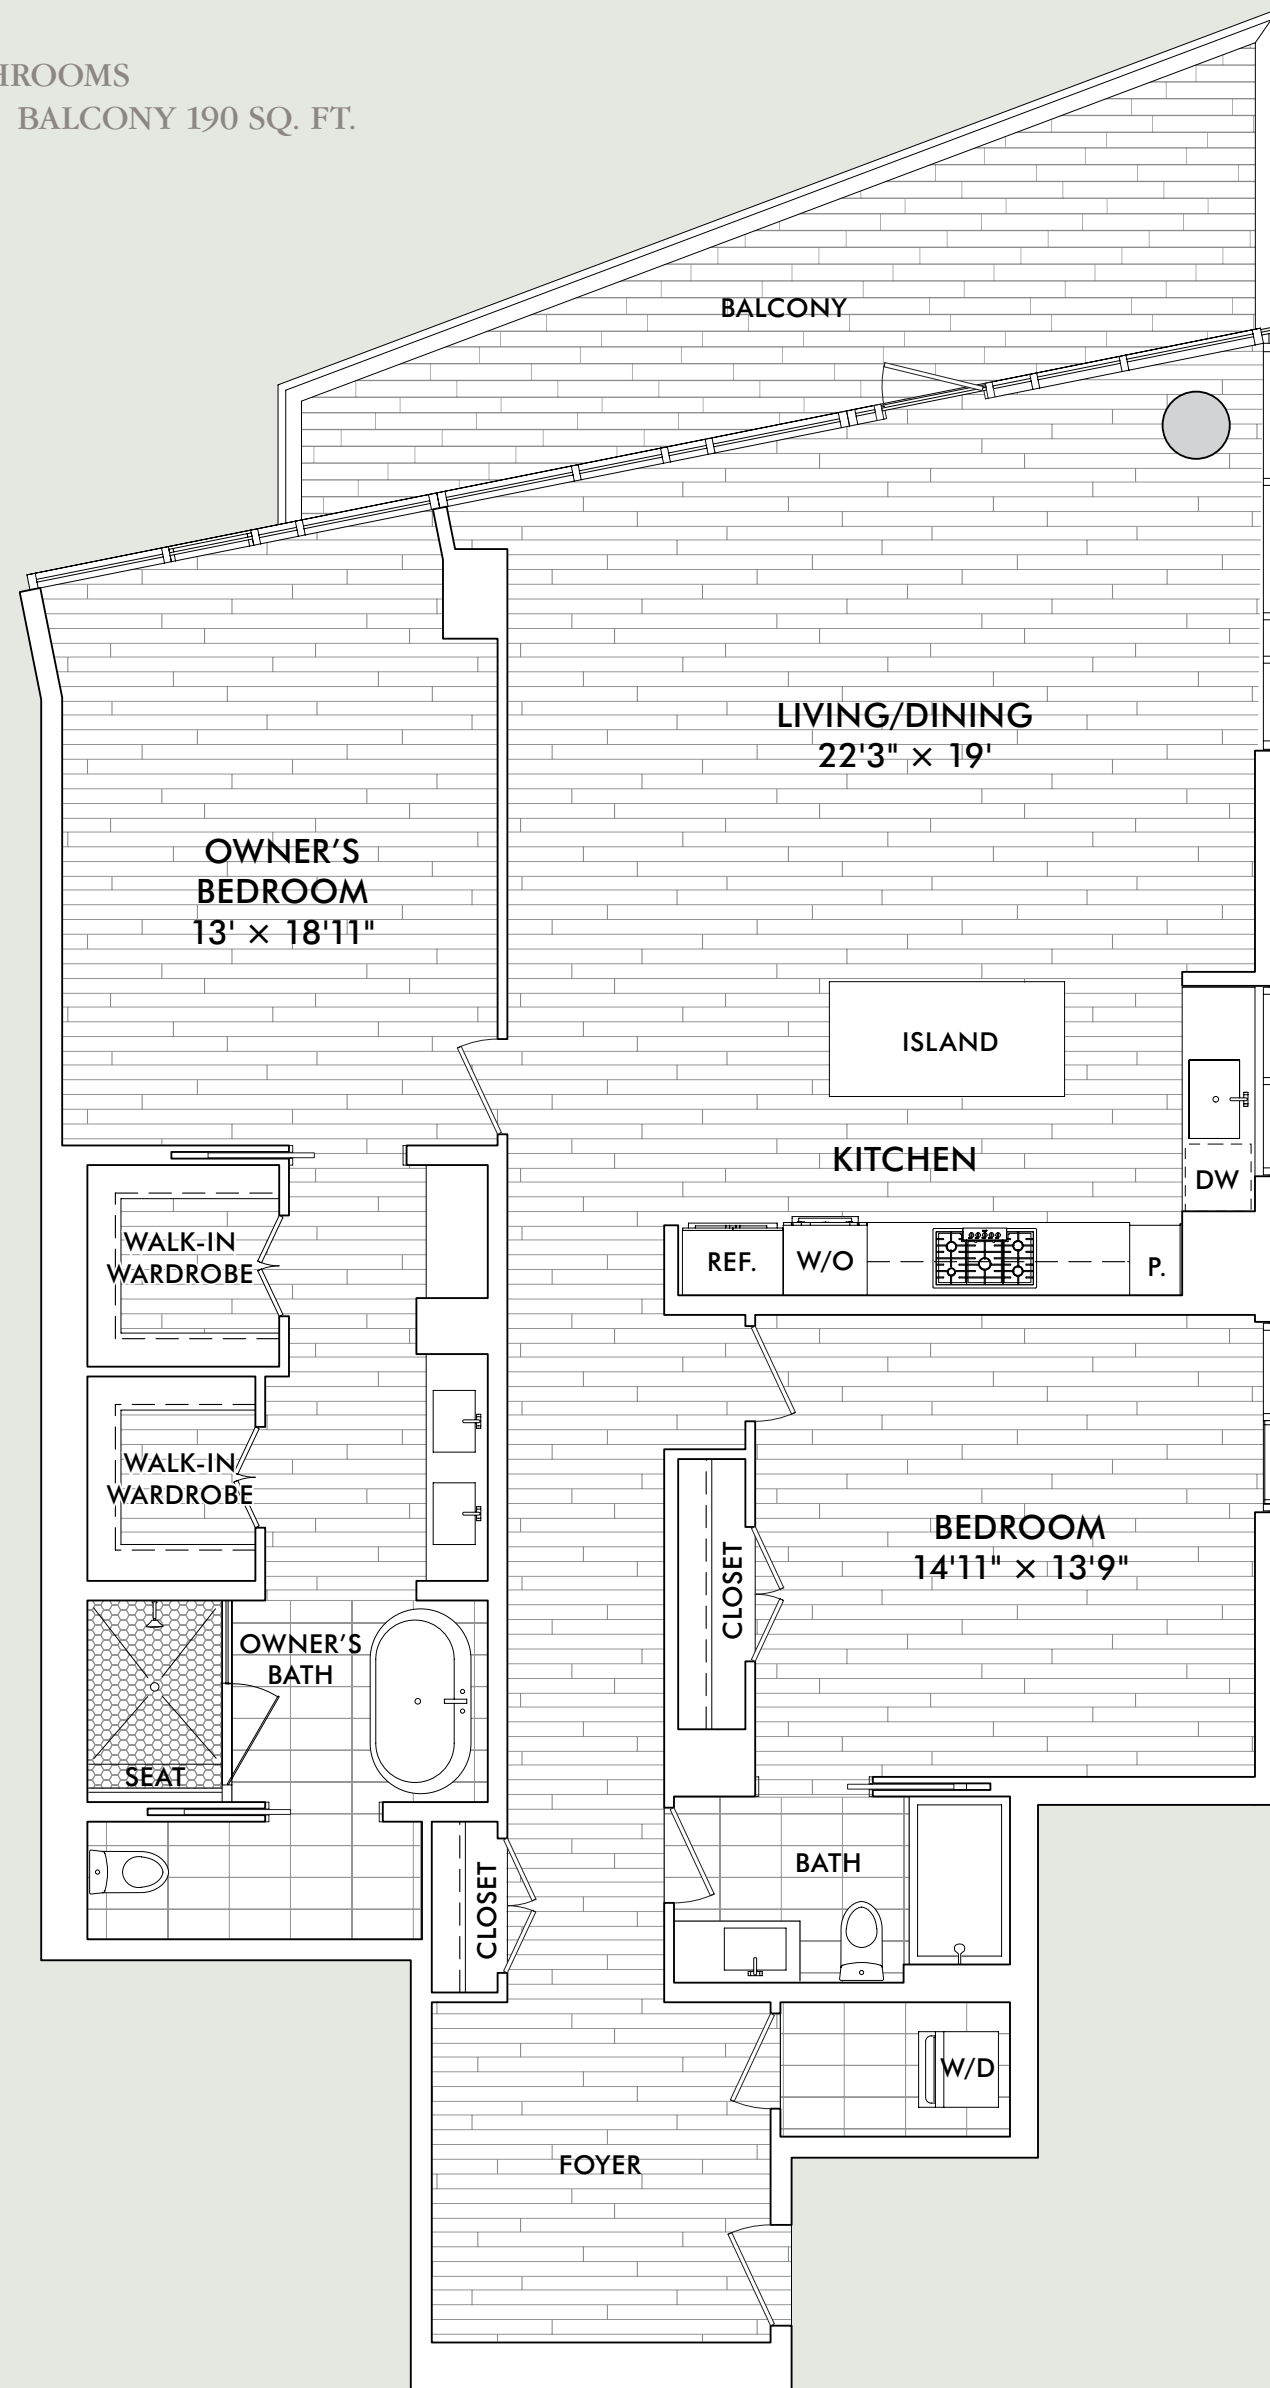 HROOMS
BALCONY 190 SQ. FT.
BALCONY
LIVING/DINING
22'3" × 19'
OWNER’S
BEDROOM
13' × 18'11"
ISLAND
KITCHEN
DW
REF.
W/O
P.
WALK-IN
WARDROBE
WALK-IN
WARDROBE
BEDROOM
14'11" × 13'9"
CLOSET
OWNER’S
BATH
SEAT
BATH
CLOSET
W/D
FOYER